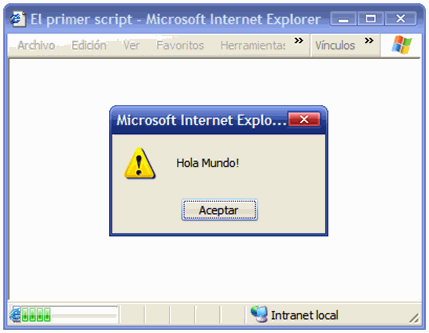 El primer script - Microsoft Internet Explorer
Archivo Edición Ver Favoritos Herramientas » Vínculos »
Microsoft Internet Explo...
Hola Mundo!
Aceptar
Intranet local